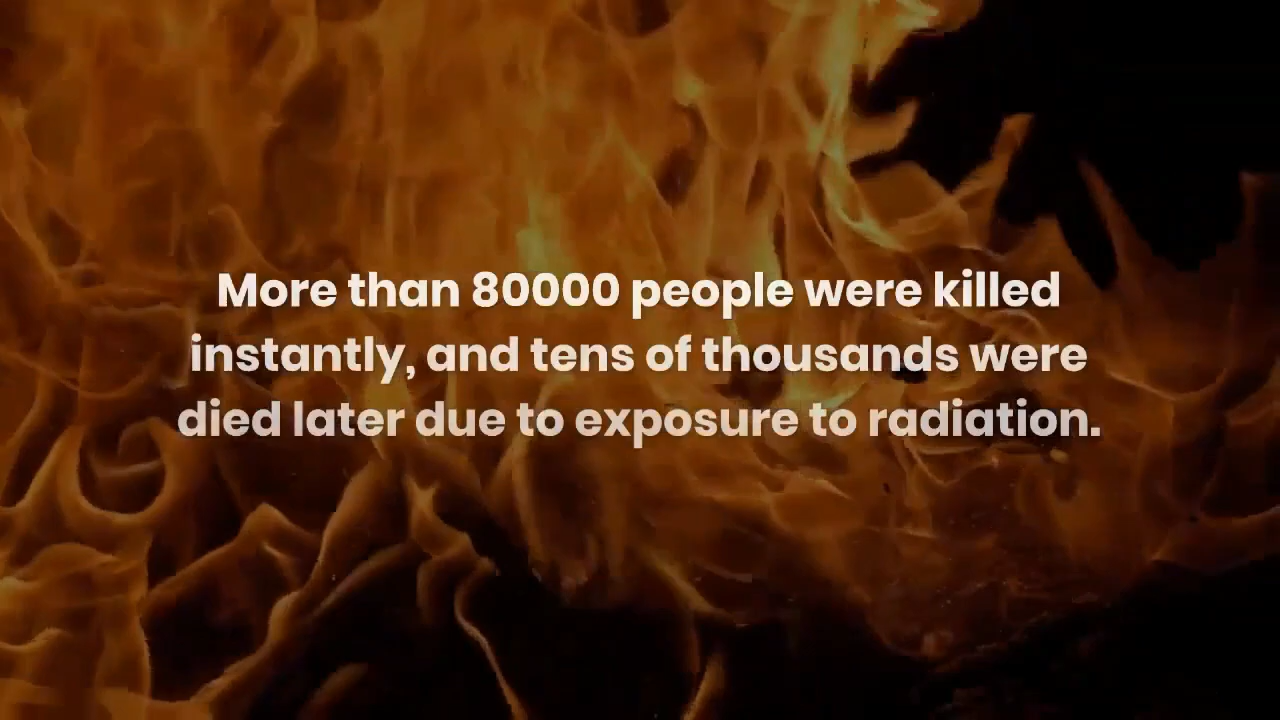 More than 80000 people were killed
instantly, and tens of thousands were
died later due to exposure to radiation.